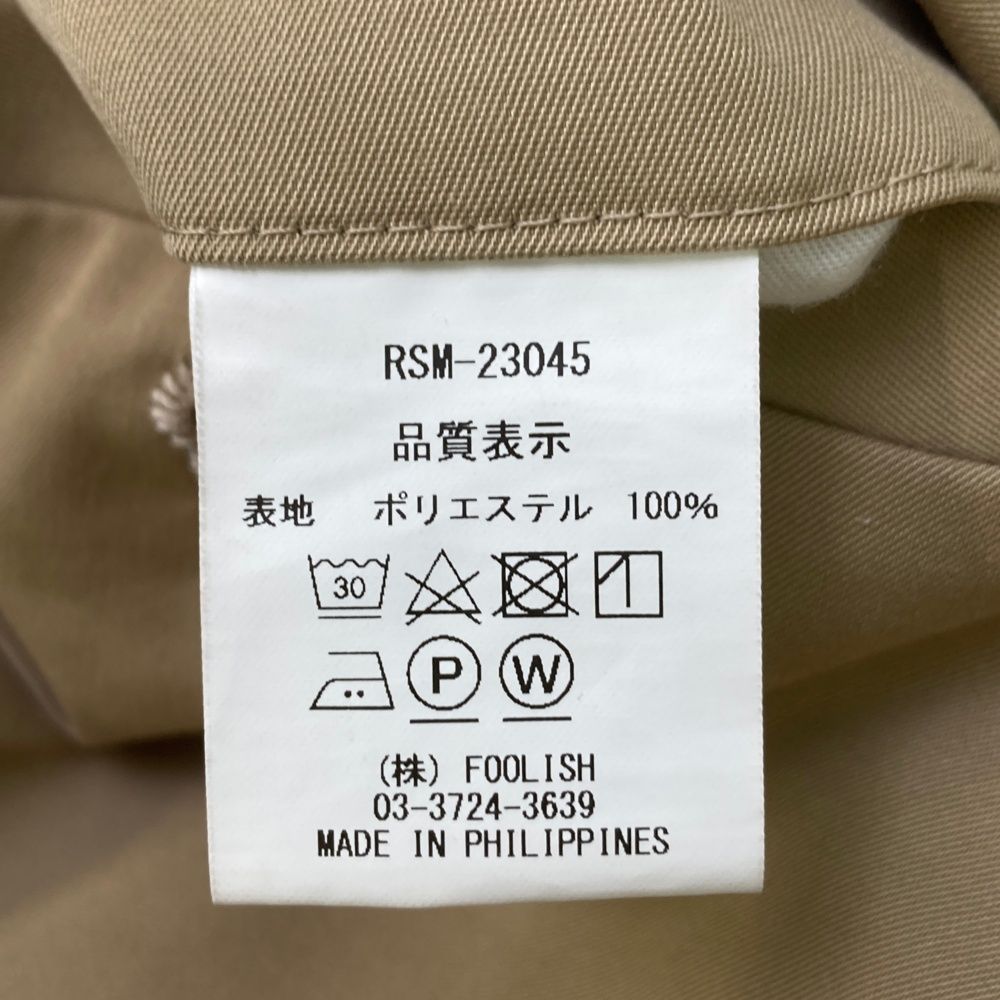 RSM-23045
品質表示
表地 ポリエステル 100%
30
P W
(株) FOOLISH
03-3724-3639
MADE IN PHILIPPINES